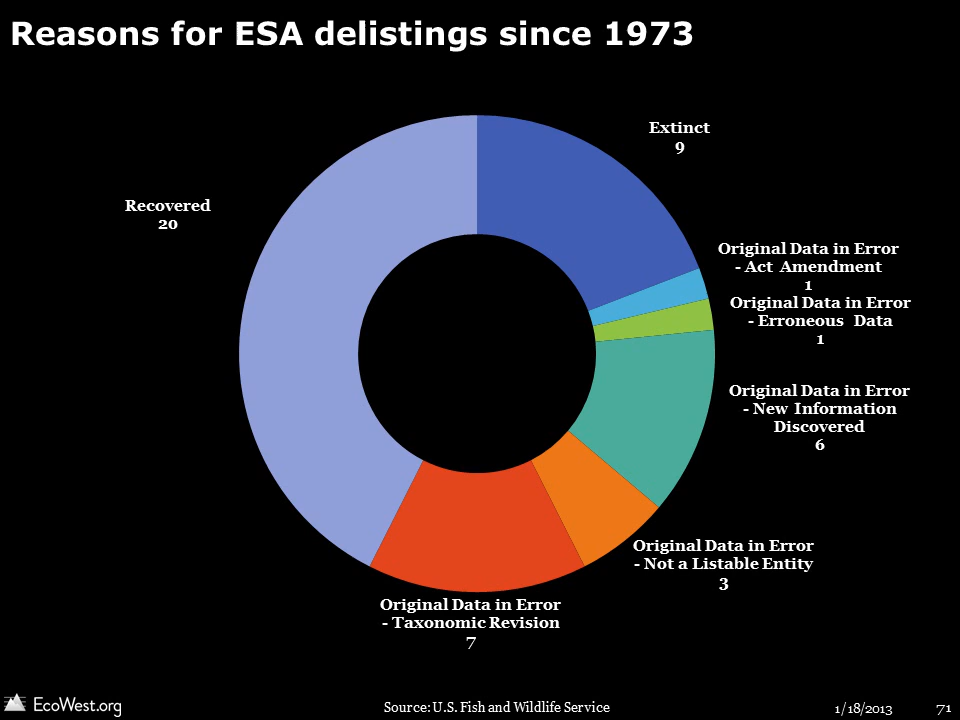 Reasons for ESA delistings since 1973
Extinct
9
Recovered
20
Original Data in Error
- Act Amendment
1
Original Data in Error
- Erroneous Data
1
Original Data in Error
- New Information
Discovered
6
Original Data in Error
- Not a Listable Entity
3
Original Data in Error
- Taxonomic Revision
7
EcoWest.org
Source: U.S. Fish and Wildlife Service
1/18/2013
71